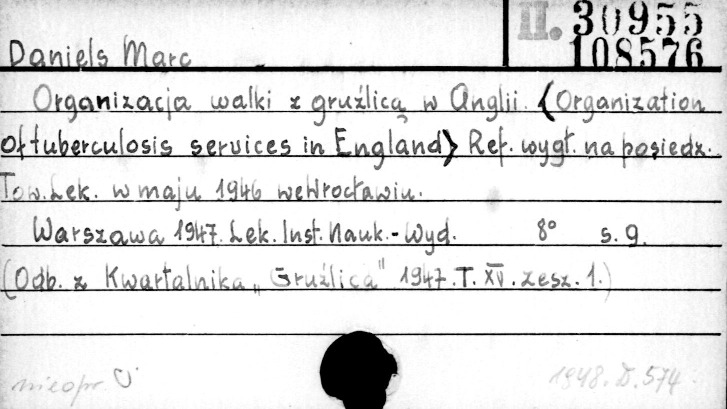 II. 30955
108576
Daniels Marc
Organizacja walki z gruźlicą w Anglii. <Organization
of tuberculosis services in England> Ref. wygł. na posiedz.
Tow. Lek. w maju 1946 we Wrocławiu.
Warszawa 1947. Lek. Inst. Nauk.-Wyd. 8° s. 9.
(Odb. z Kwartalnika „Gruźlica" 1947. T. XV. zesz. 1.)
nieopr. U
1948. D. 574.